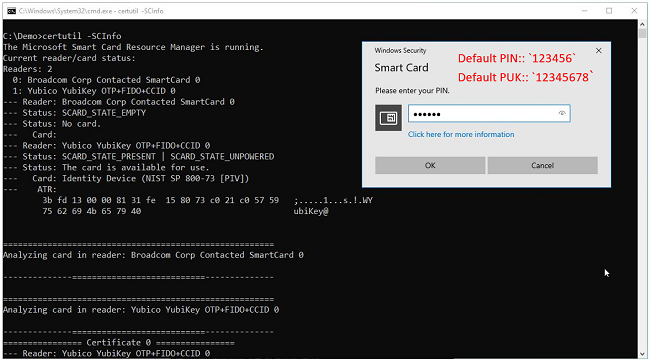 C:\Windows\System32\cmd.exe - certutil -SCInfo
C:\Demo>certutil -SCInfo
The Microsoft Smart Card Resource Manager is running.
Current reader/card status:
Readers: 2
0: Broadcom Corp Contacted SmartCard 0
1: Yubico YubiKey OTP+FIDO+CCID 0
--- Reader: Broadcom Corp Contacted SmartCard 0
--- Status: SCARD_STATE_EMPTY
--- Status: No card.
---   Card:
--- Reader: Yubico YubiKey OTP+FIDO+CCID 0
--- Status: SCARD_STATE_PRESENT | SCARD_STATE_UNPOWERED
--- Status: The card is available for use.
---   Card: Identity Device (NIST SP 800-73 [PIV])
---    ATR:
3b fd 13 00 00 81 31 fe  15 80 73 c0 21 c0 57 59   ;.....1...s.!.WY
75 62 69 4b 65 79 40   ubiKey@
=======================================================
Analyzing card in reader: Broadcom Corp Contacted SmartCard 0
--------------===========================--------------
=======================================================
Analyzing card in reader: Yubico YubiKey OTP+FIDO+CCID 0
--------------===========================--------------
================ Certificate 0 ================
--- Reader: Yubico YubiKey OTP+FIDO+CCID 0
Windows Security
Default PIN:: `123456`
Smart Card
Default PUK:: `12345678`
Please enter your PIN.
••••••
Click here for more information
OK
Cancel